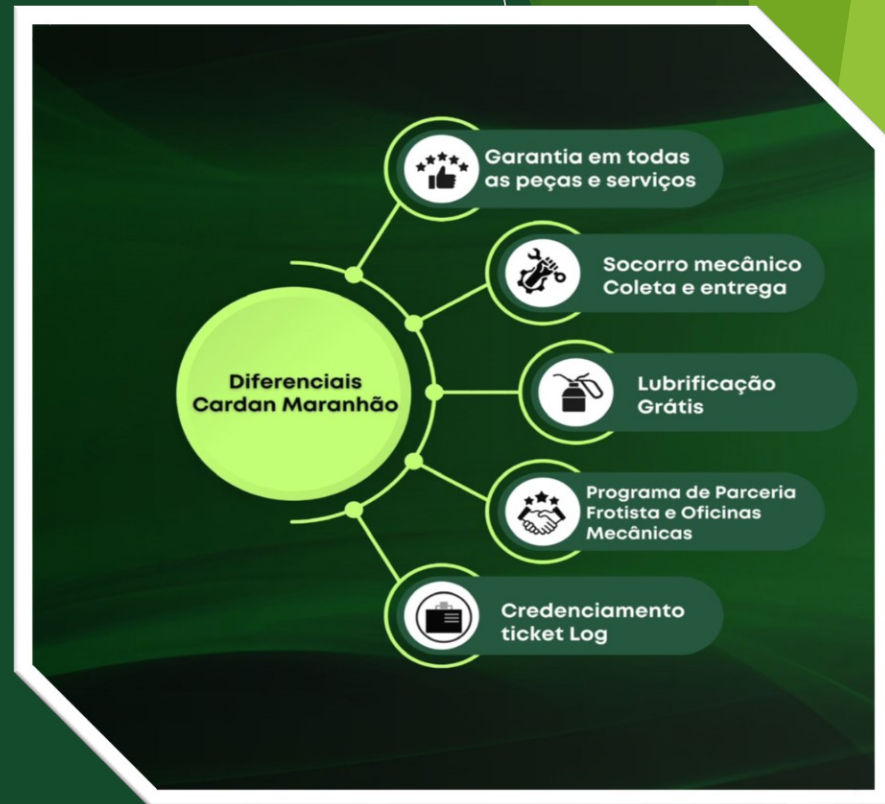 Garantia em todas
as peças e serviços
Socorro mecânico
Coleta e entrega
Diferenciais
Cardan Maranhão
Lubrificação
Grátis
Programa de Parceria
Frotista e Oficinas
Mecânicas
Credenciamento
ticket Log